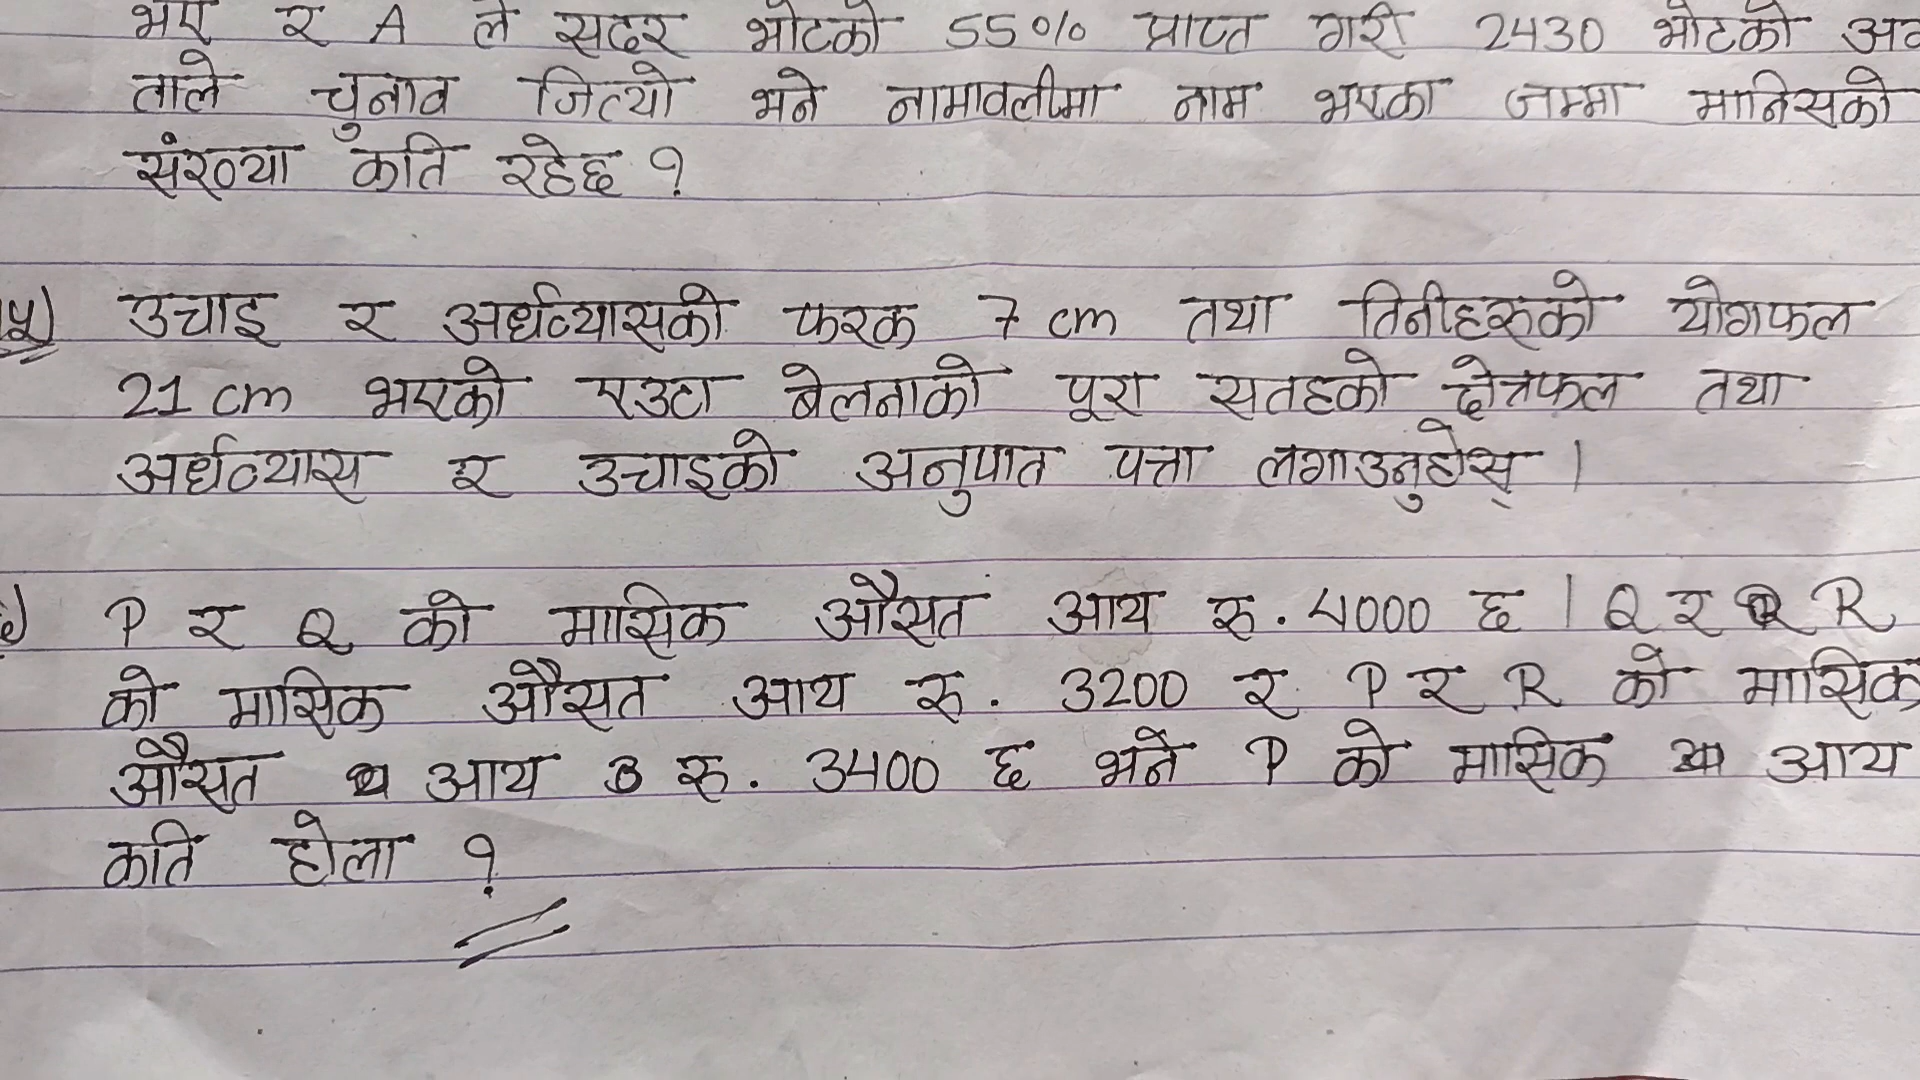 भए र A ले सदर भोटको 55% प्राप्त गरी 2430 भोटको
ताले चुनाव जित्यो भने नामावलीमा नाम भएका जम्मा मानिसको
संख्या कति रहेछ ?
५) उचाइ र अर्धव्यासको फरक 7 cm तथा तिनीहरुको योगफल
21 cm भएको एउटा बेलनाको पूरा सतहको क्षेत्रफल तथा
अर्धव्यास र उचाइको अनुपात पत्ता लगाउनुहोस् ।
P र Q को मासिक औसत आय रु. 4000 छ । Q र R
को मासिक औसत आय रु. 3200 र P र R को मासिक
औसत आय रु. 3400 छ भने P को मासिक आय
कति होला ?